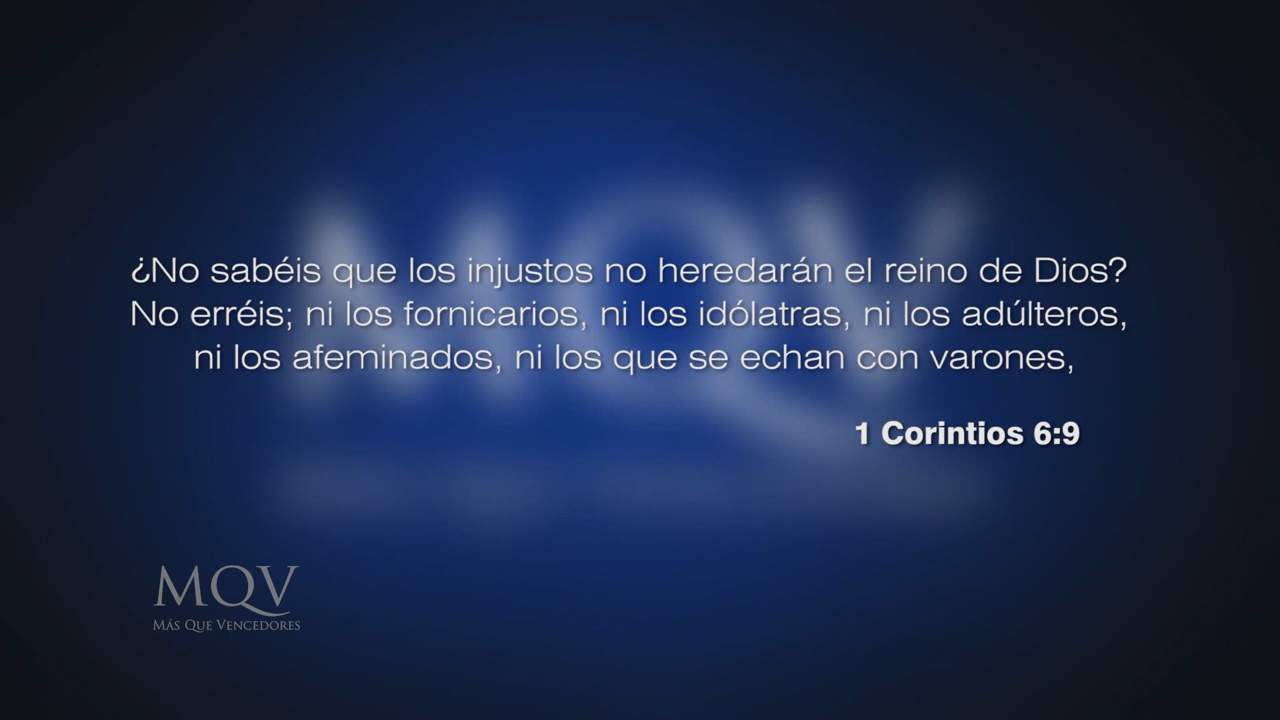 ¿No sabéis que los injustos no heredarán el reino de Dios?
No erréis; ni los fornicarios, ni los idólatras, ni los adúlteros,
ni los afeminados, ni los que se echan con varones,
1 Corintios 6:9
MQV
MQV
MÁS QUE VENCEDORES